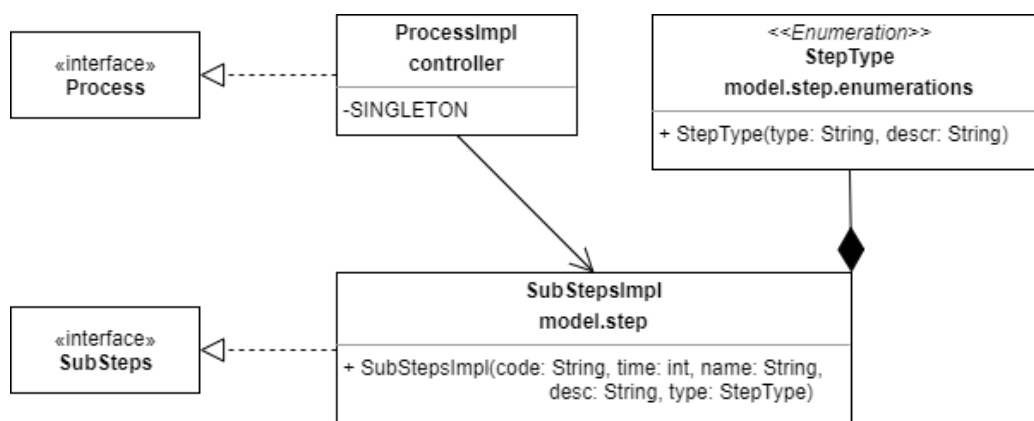 «interface»
Process
ProcessImpl
controller
-SINGLETON
<<Enumeration>>
StepType
model.step.enumerations
+ StepType(type: String, descr: String)
«interface»
SubSteps
SubStepsImpl
model.step
+ SubStepsImpl(code: String, time: int, name: String,
desc: String, type: StepType)